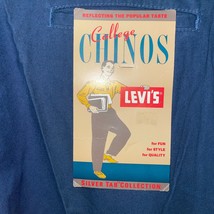 REFLECTING THE POPULAR TASTE
College
CHINOS
LEVI'S
for FUN
for STYLE
for QUALITY
SILVER TAB COLLECTION